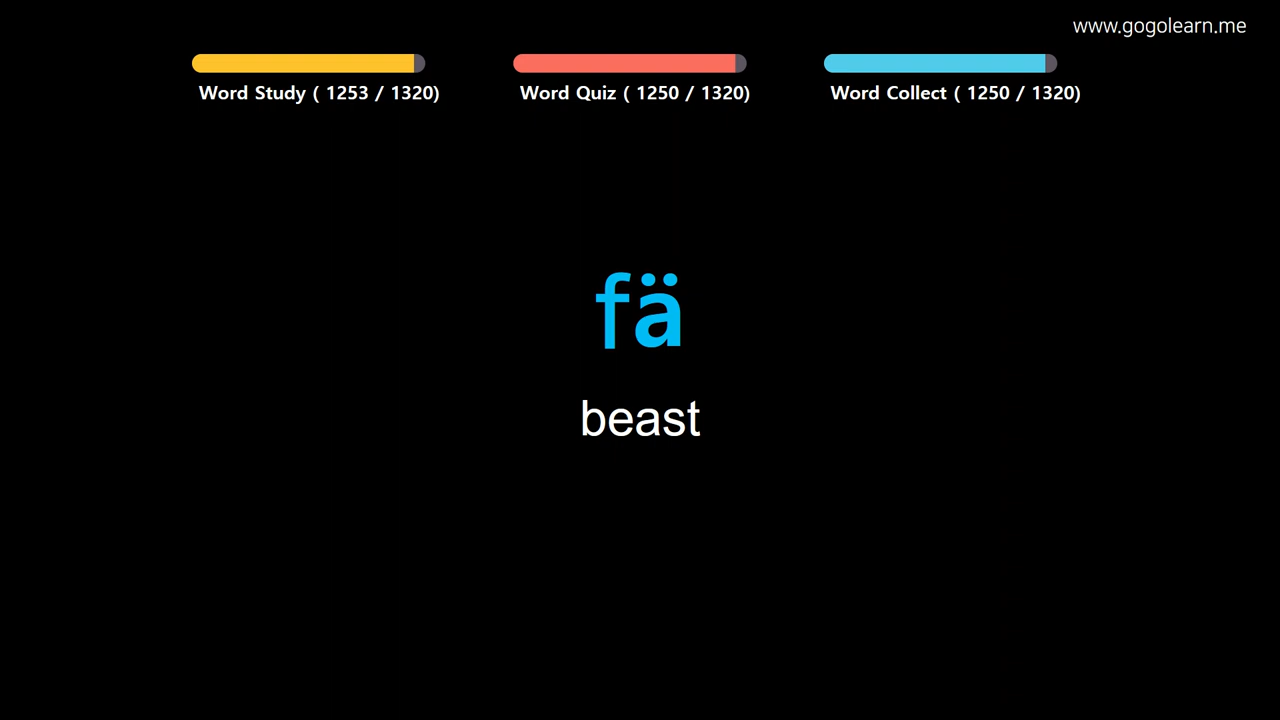 www.gogolearn.me
Word Study ( 1253 / 1320)
Word Quiz ( 1250 / 1320)
Word Collect ( 1250 / 1320)
fä
beast